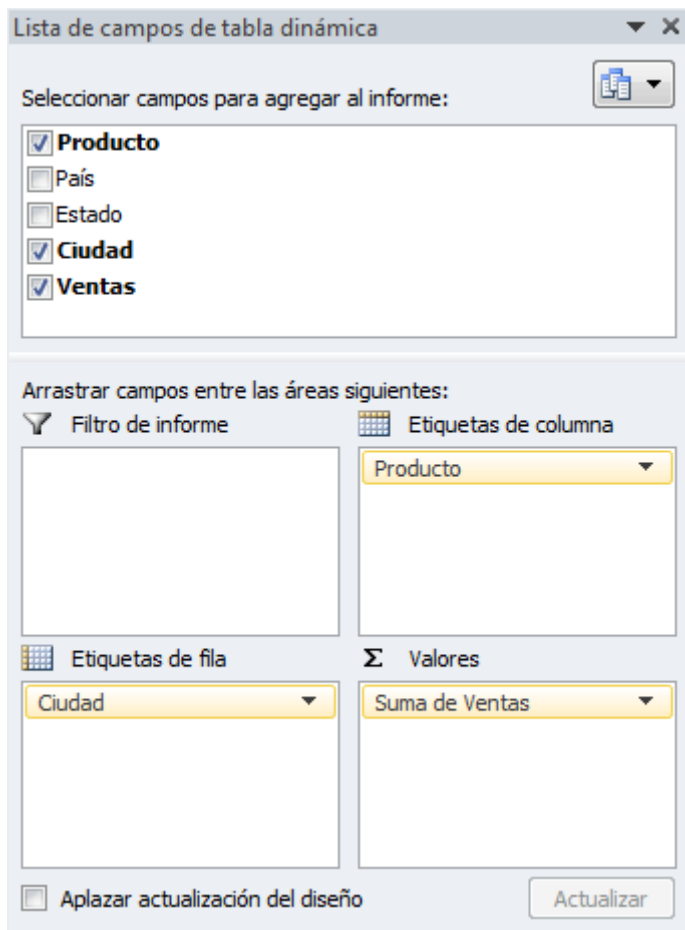 Lista de campos de tabla dinámica
Seleccionar campos para agregar al informe:
Producto
País
Estado
Ciudad
Ventas
Arrastrar campos entre las áreas siguientes:
Filtro de informe
Etiquetas de columna
Producto
Etiquetas de fila
Σ Valores
Ciudad
Suma de Ventas
Aplazar actualización del diseño
Actualizar